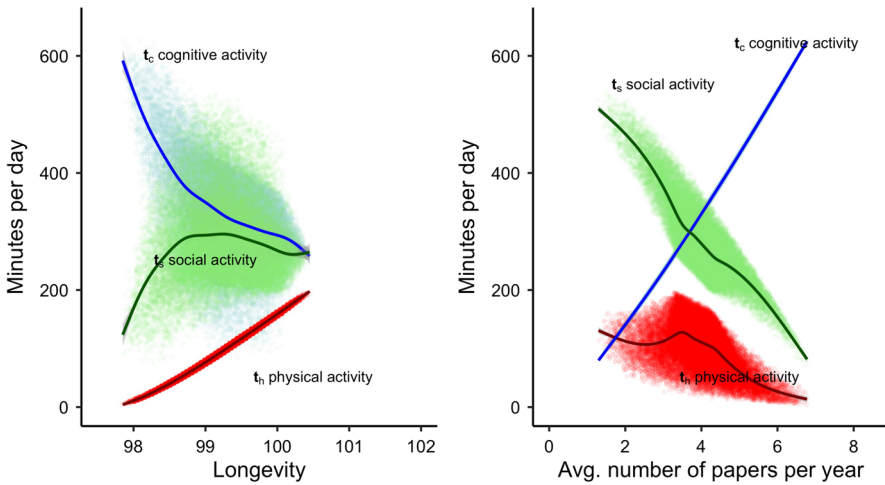 600
400
200
0
Minutes per day
98
99
100
101
102
Longevity
tc cognitive activity
ts social activity
th physical activity
600
400
200
0
Minutes per day
0
2
4
6
8
Avg. number of papers per year
tc cognitive activity
ts social activity
th physical activity